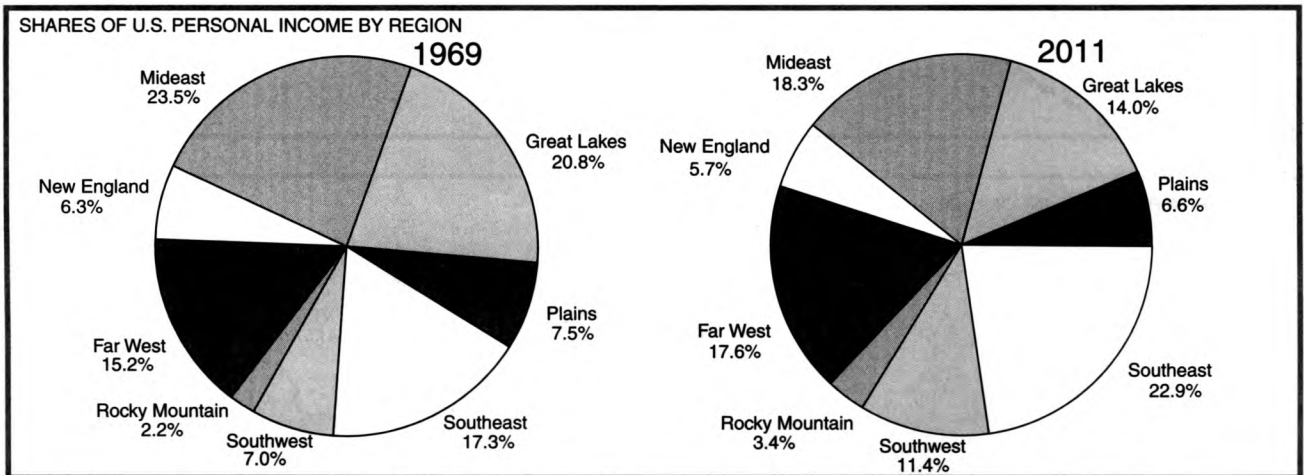 SHARES OF U.S. PERSONAL INCOME BY REGION
1969
Mideast
23.5%
Great Lakes
20.8%
New England
6.3%
Plains
7.5%
Far West
15.2%
Rocky Mountain
2.2%
Southwest
7.0%
Southeast
17.3%
2011
Mideast
18.3%
Great Lakes
14.0%
New England
5.7%
Plains
6.6%
Far West
17.6%
Southeast
22.9%
Rocky Mountain
3.4%
Southwest
11.4%